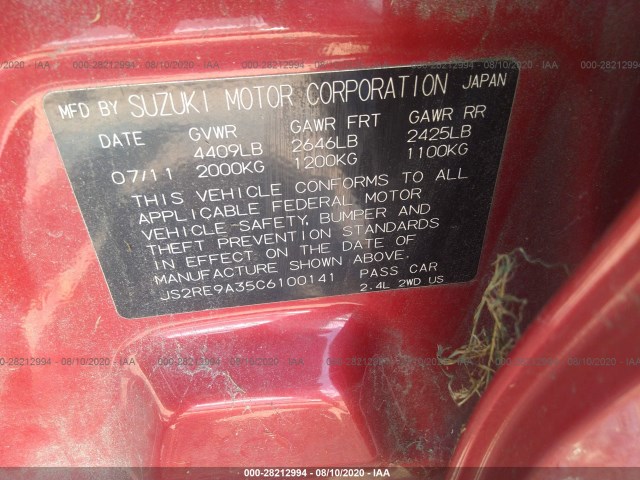 MFD BY SUZUKI MOTOR CORPORATION JAPAN
DATE GVWR GAWR FRT GAWR RR
4409LB 2646LB 2425LB
07/11 2000KG 1200KG 1100KG
THIS VEHICLE CONFORMS TO ALL
APPLICABLE FEDERAL MOTOR
VEHICLE SAFETY, BUMPER AND
THEFT PREVENTION STANDARDS
IN EFFECT ON THE DATE OF
MANUFACTURE SHOWN ABOVE.
JS2RE9A35C6100141 PASS CAR
2.4L 2WD US
000-28212994 - 08/10/2020 - IAA